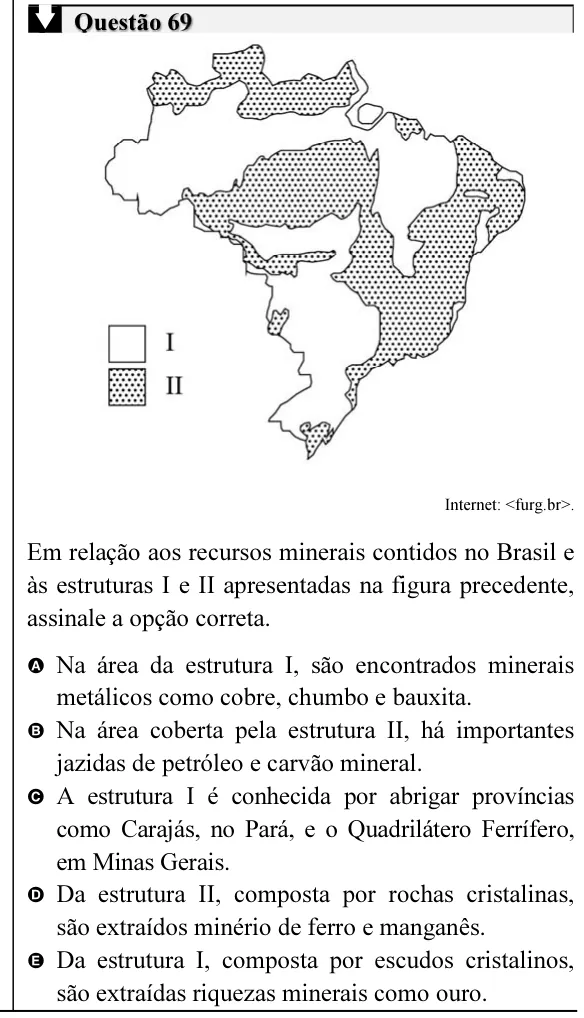 Questão 69
I
II
Internet: <furg.br>.
Em relação aos recursos minerais contidos no Brasil e
às estruturas I e II apresentadas na figura precedente,
assinale a opção correta.
A Na área da estrutura I, são encontrados minerais
metálicos como cobre, chumbo e bauxita.
B Na área coberta pela estrutura II, há importantes
jazidas de petróleo e carvão mineral.
C A estrutura I é conhecida por abrigar províncias
como Carajás, no Pará, e o Quadrilátero Ferrífero,
em Minas Gerais.
D Da estrutura II, composta por rochas cristalinas,
são extraídos minério de ferro e manganês.
E Da estrutura I, composta por escudos cristalinos,
são extraídas riquezas minerais como ouro.